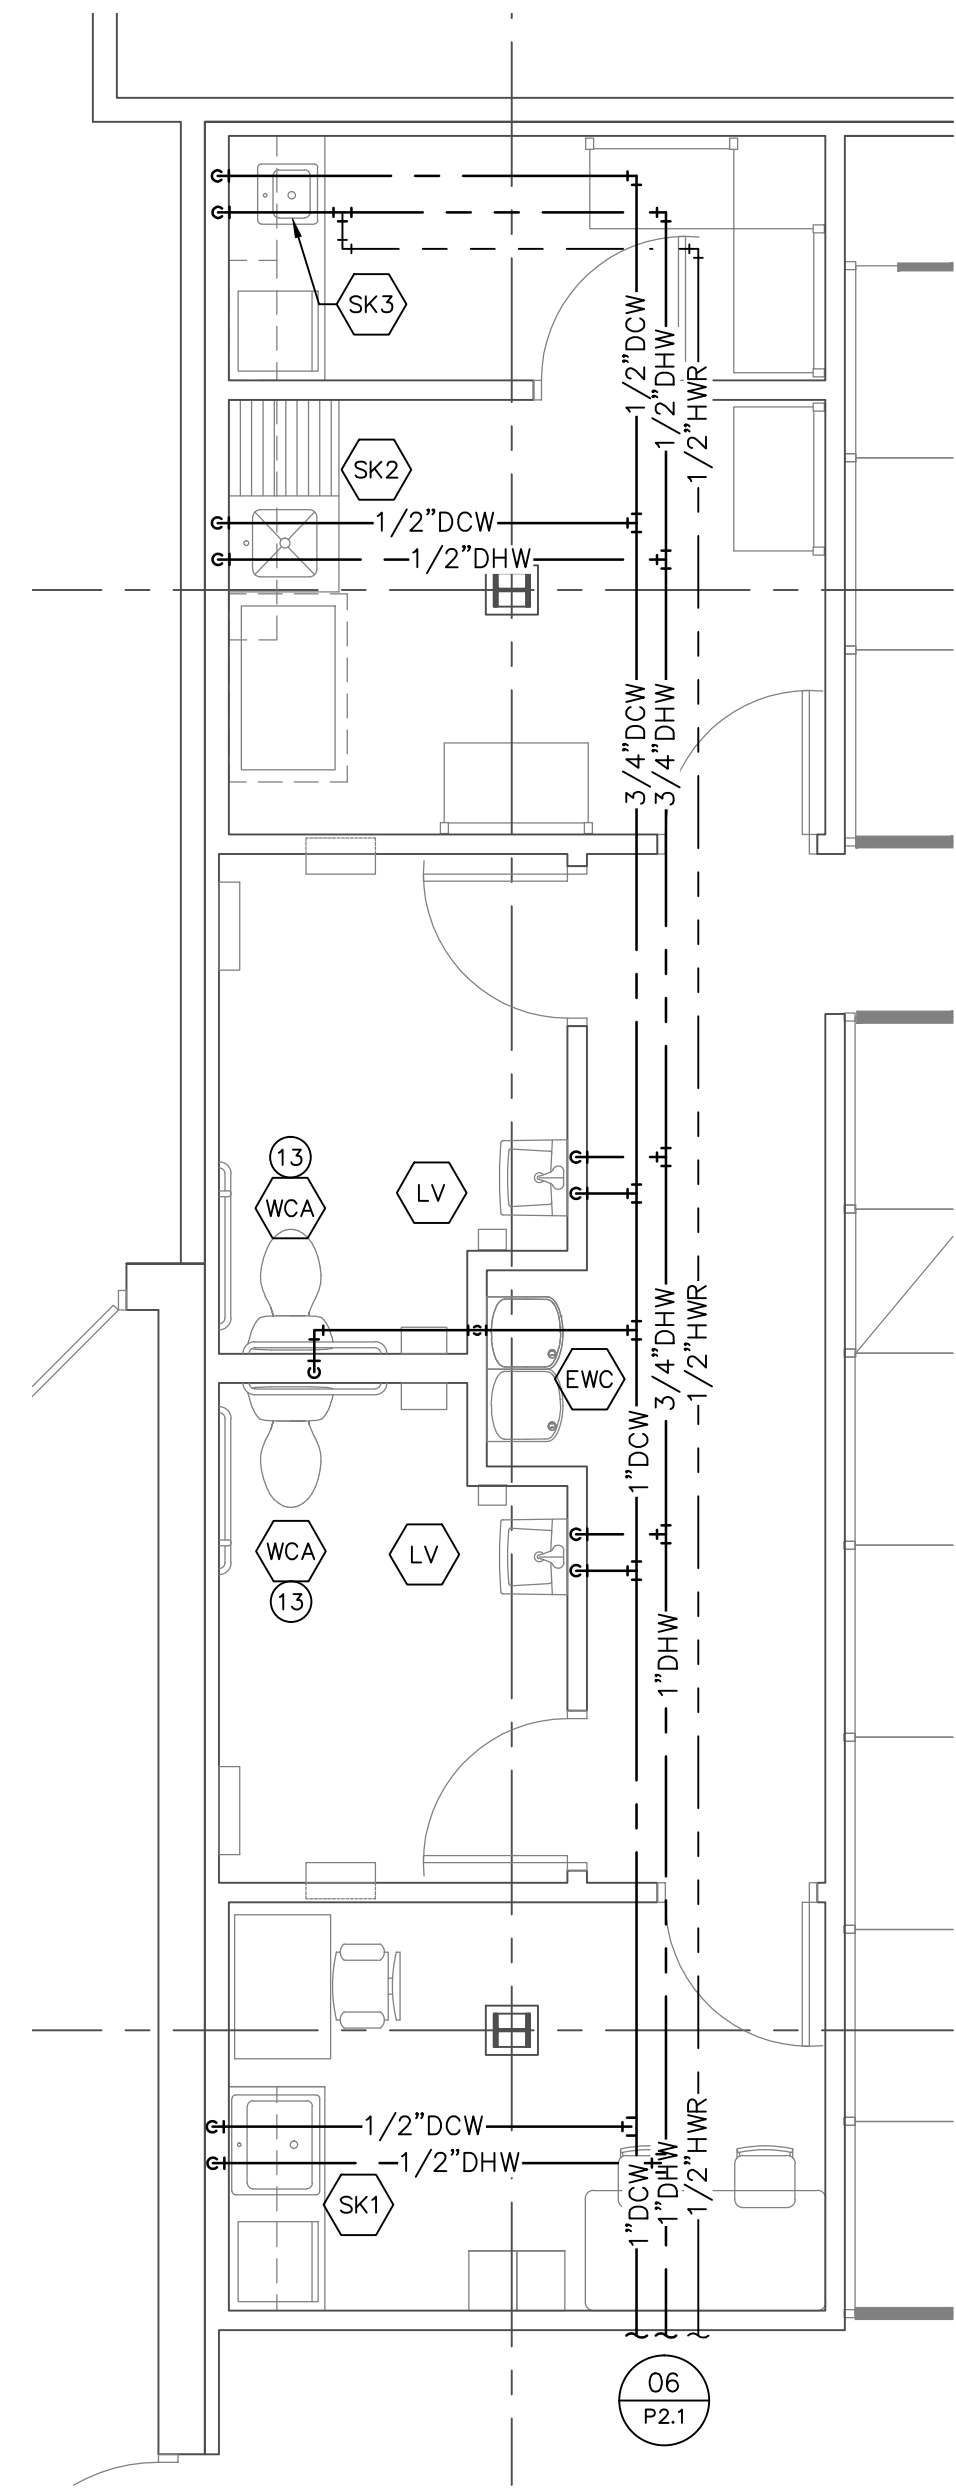 SK3
1/2”DCW
1/2”DHW
1/2”HWR
SK2
1/2”DCW
1/2”DHW
3/4”DCW
3/4”DHW
13
WCA
LV
3/4”DHW
1/2”HWR
EWC
1”DCW
WCA
LV
13
1”DHW
1/2”DCW
1/2”DHW
SK1
1”DCW
1”DHW
1/2”HWR
06
P2.1